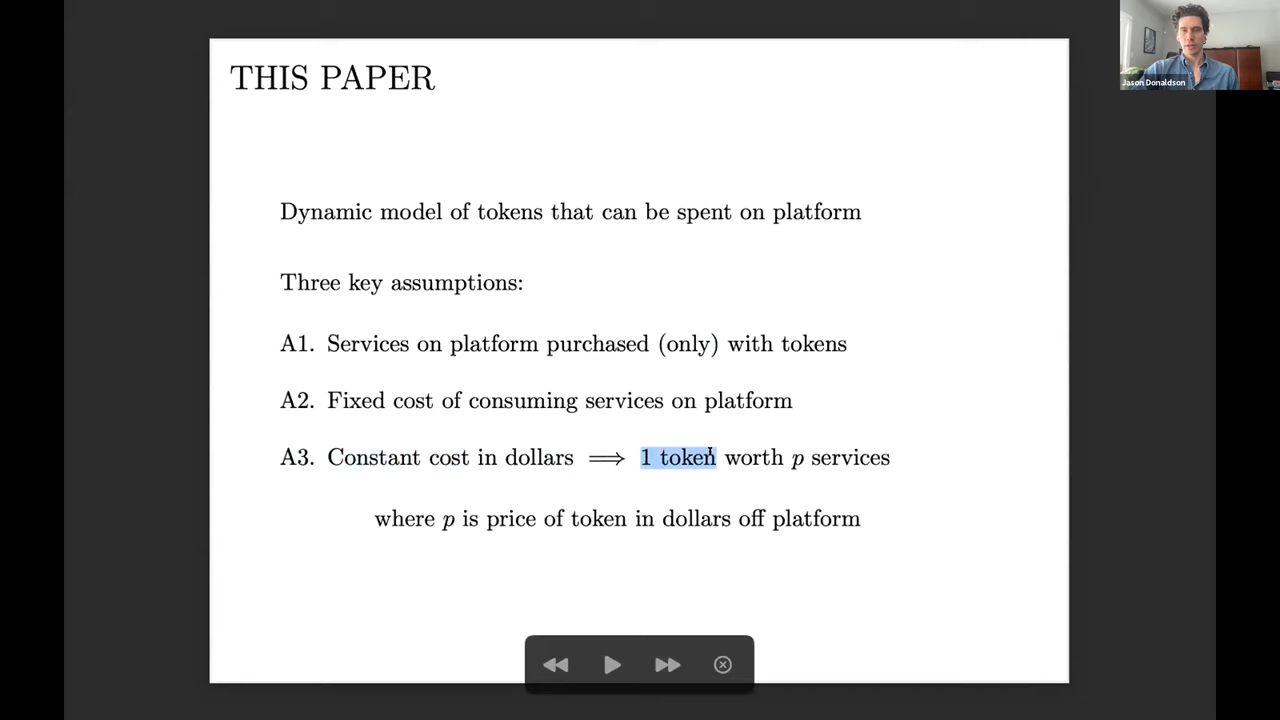 THIS PAPER
Jason Donaldson
Dynamic model of tokens that can be spent on platform
Three key assumptions:
A1. Services on platform purchased (only) with tokens
A2. Fixed cost of consuming services on platform
A3. Constant cost in dollars ⟹ 1 token worth p services
where p is price of token in dollars off platform